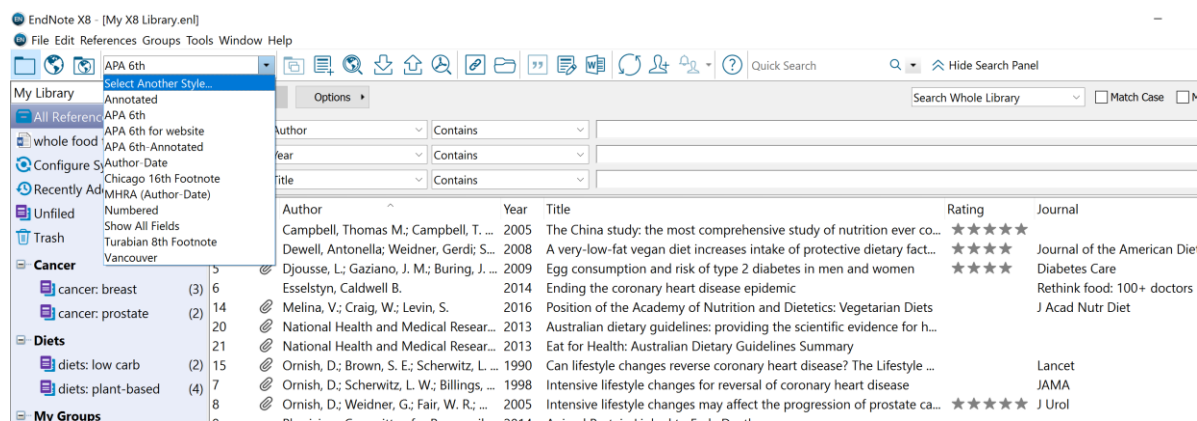 EndNote X8 - [My X8 Library.enl]
File Edit References Groups Tools Window Help
APA 6th
Quick Search
Hide Search Panel
Select Another Style...
Annotated
APA 6th
APA 6th for website
APA 6th-Annotated
Author-Date
Chicago 16th Footnote
MHRA (Author-Date)
Numbered
Show All Fields
Turabian 8th Footnote
Vancouver
My Library
All Referenc
whole food
Configure Sy
Recently Ad
Unfiled
Trash
Cancer
cancer: breast (3)
cancer: prostate (2)
Diets
diets: low carb (2)
diets: plant-based (4)
My Groups
Options
Search Whole Library Match Case
Author Contains
Year Contains
Title Contains
Author Year Title Rating Journal
Campbell, Thomas M.; Campbell, T. ... 2005 The China study: the most comprehensive study of nutrition ever co...
Dewell, Antonella; Weidner, Gerdi; S... 2008 A very-low-fat vegan diet increases intake of protective dietary fact... Journal of the American Diet
5 Djousse, L.; Gaziano, J. M.; Buring, J. ... 2009 Egg consumption and risk of type 2 diabetes in men and women Diabetes Care
6 Esselstyn, Caldwell B. 2014 Ending the coronary heart disease epidemic Rethink food: 100+ doctors
14 Melina, V.; Craig, W.; Levin, S. 2016 Position of the Academy of Nutrition and Dietetics: Vegetarian Diets J Acad Nutr Diet
20 National Health and Medical Resear... 2013 Australian dietary guidelines: providing the scientific evidence for h...
21 National Health and Medical Resear... 2013 Eat for Health: Australian Dietary Guidelines Summary
15 Ornish, D.; Brown, S. E.; Scherwitz, L. ... 1990 Can lifestyle changes reverse coronary heart disease? The Lifestyle ... Lancet
7 Ornish, D.; Scherwitz, L. W.; Billings, ... 1998 Intensive lifestyle changes for reversal of coronary heart disease JAMA
8 Ornish, D.; Weidner, G.; Fair, W. R.; ... 2005 Intensive lifestyle changes may affect the progression of prostate ca... J Urol